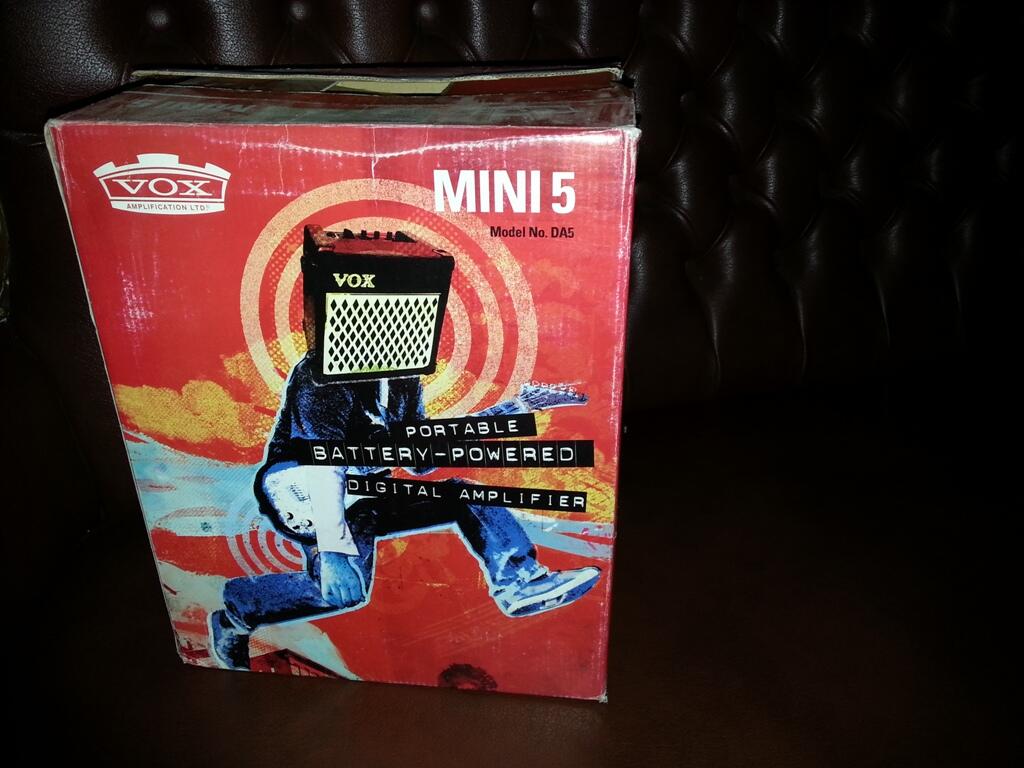 VOX
AMPLIFICATION LTD.
MINI 5
Model No. DA5
VOX
PORTABLE
BATTERY-POWERED
DIGITAL AMPLIFIER